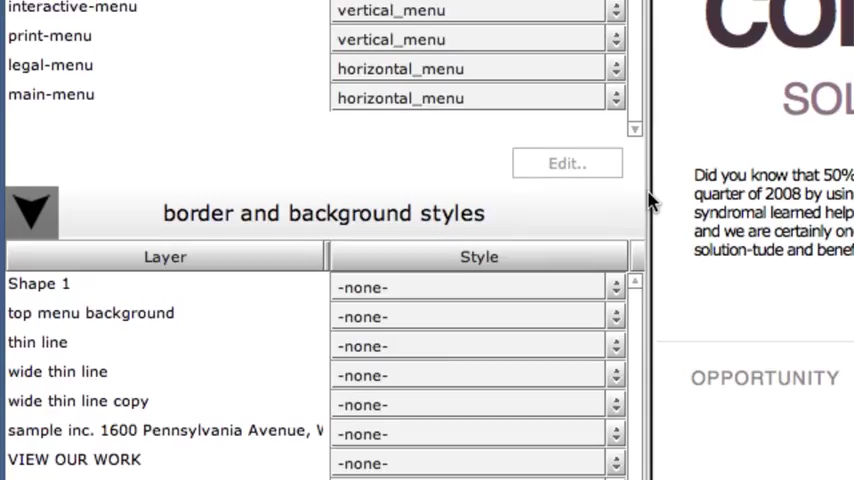 interactive-menu vertical_menu
print-menu vertical_menu
legal-menu horizontal_menu
main-menu horizontal_menu
Edit..
border and background styles
Layer Style
Shape 1 -none-
top menu background -none-
thin line -none-
wide thin line -none-
wide thin line copy -none-
sample inc. 1600 Pennsylvania Avenue, -none-
VIEW OUR WORK -none-
SOL
Did you know that 50%
quarter of 2008 by usin
syndromal learned help
and we are certainly on
solution-tude and benef
OPPORTUNITY